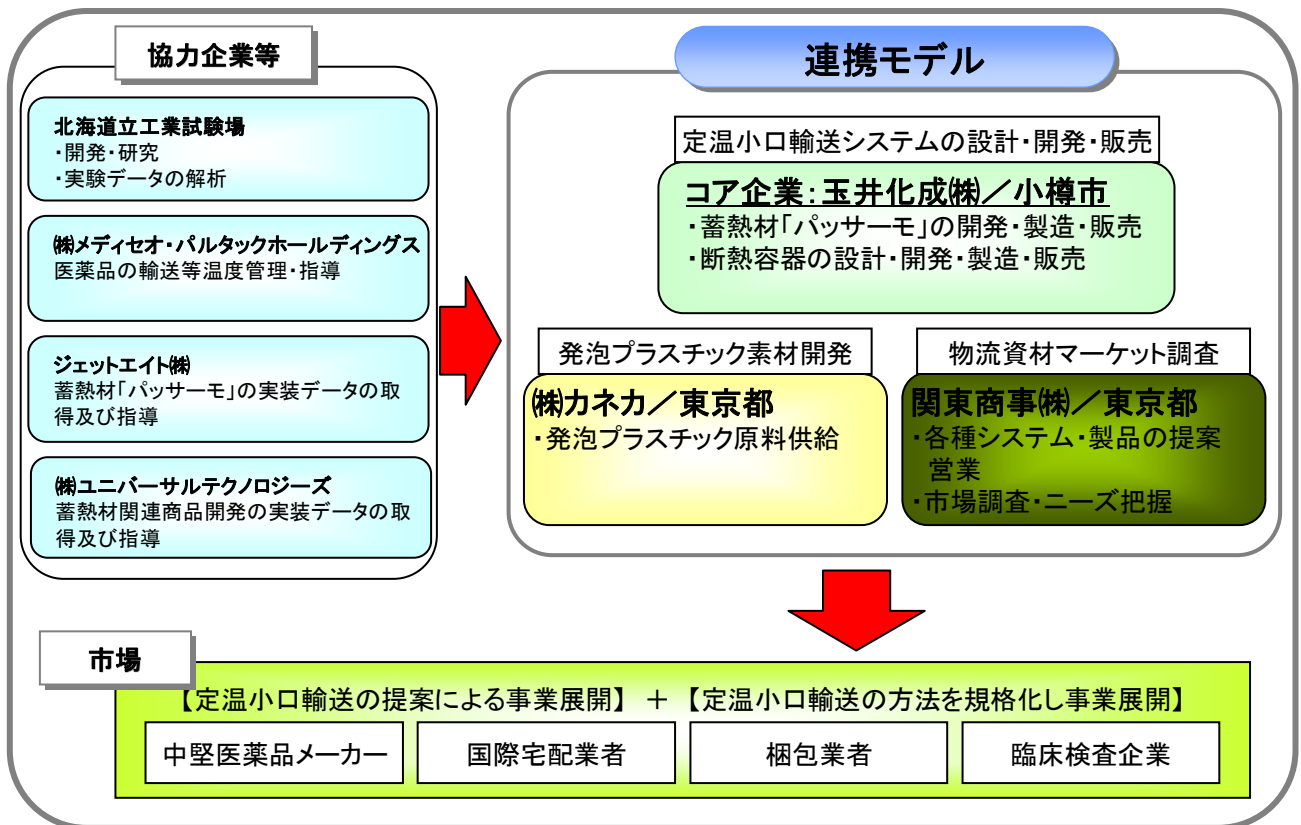 協力企業等
北海道立工業試験場
・開発・研究
・実験データの解析
㈱メディセオ・パルタックホールディングス
医薬品の輸送等温度管理・指導
ジェットエイト㈱
蓄熱材「パッサーモ」の実装データの取
得及び指導
㈱ユニバーサルテクノロジーズ
蓄熱材関連商品開発の実装データの取
得及び指導
連携モデル
定温小口輸送システムの設計・開発・販売
コア企業：玉井化成㈱／小樽市
・蓄熱材「パッサーモ」の開発・製造・販売
・断熱容器の設計・開発・製造・販売
発泡プラスチック素材開発
㈱カネカ／東京都
・発泡プラスチック原料供給
物流資材マーケット調査
関東商事㈱／東京都
・各種システム・製品の提案
営業
・市場調査・ニーズ把握
市場
【定温小口輸送の提案による事業展開】 ＋ 【定温小口輸送の方法を規格化し事業展開】
中堅医薬品メーカー
国際宅配業者
梱包業者
臨床検査企業